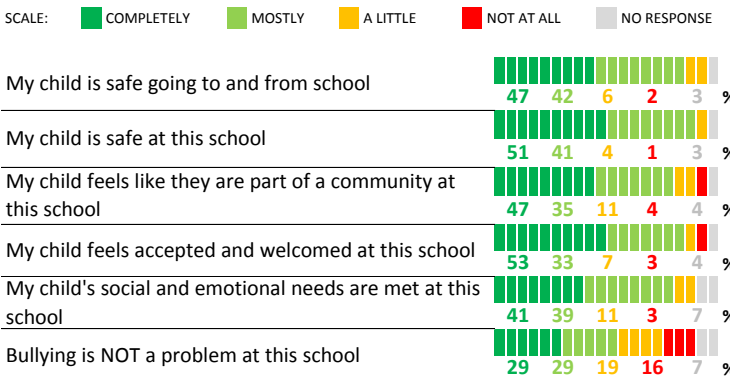 SCALE: COMPLETELY MOSTLY A LITTLE NOT AT ALL NO RESPONSE
My child is safe going to and from school
47 42 6 2 3 %
My child is safe at this school
51 41 4 1 3 %
My child feels like they are part of a community at
this school
47 35 11 4 4 %
My child feels accepted and welcomed at this school
53 33 7 3 4 %
My child's social and emotional needs are met at this
school
41 39 11 3 7 %
Bullying is NOT a problem at this school
29 29 19 16 7 %